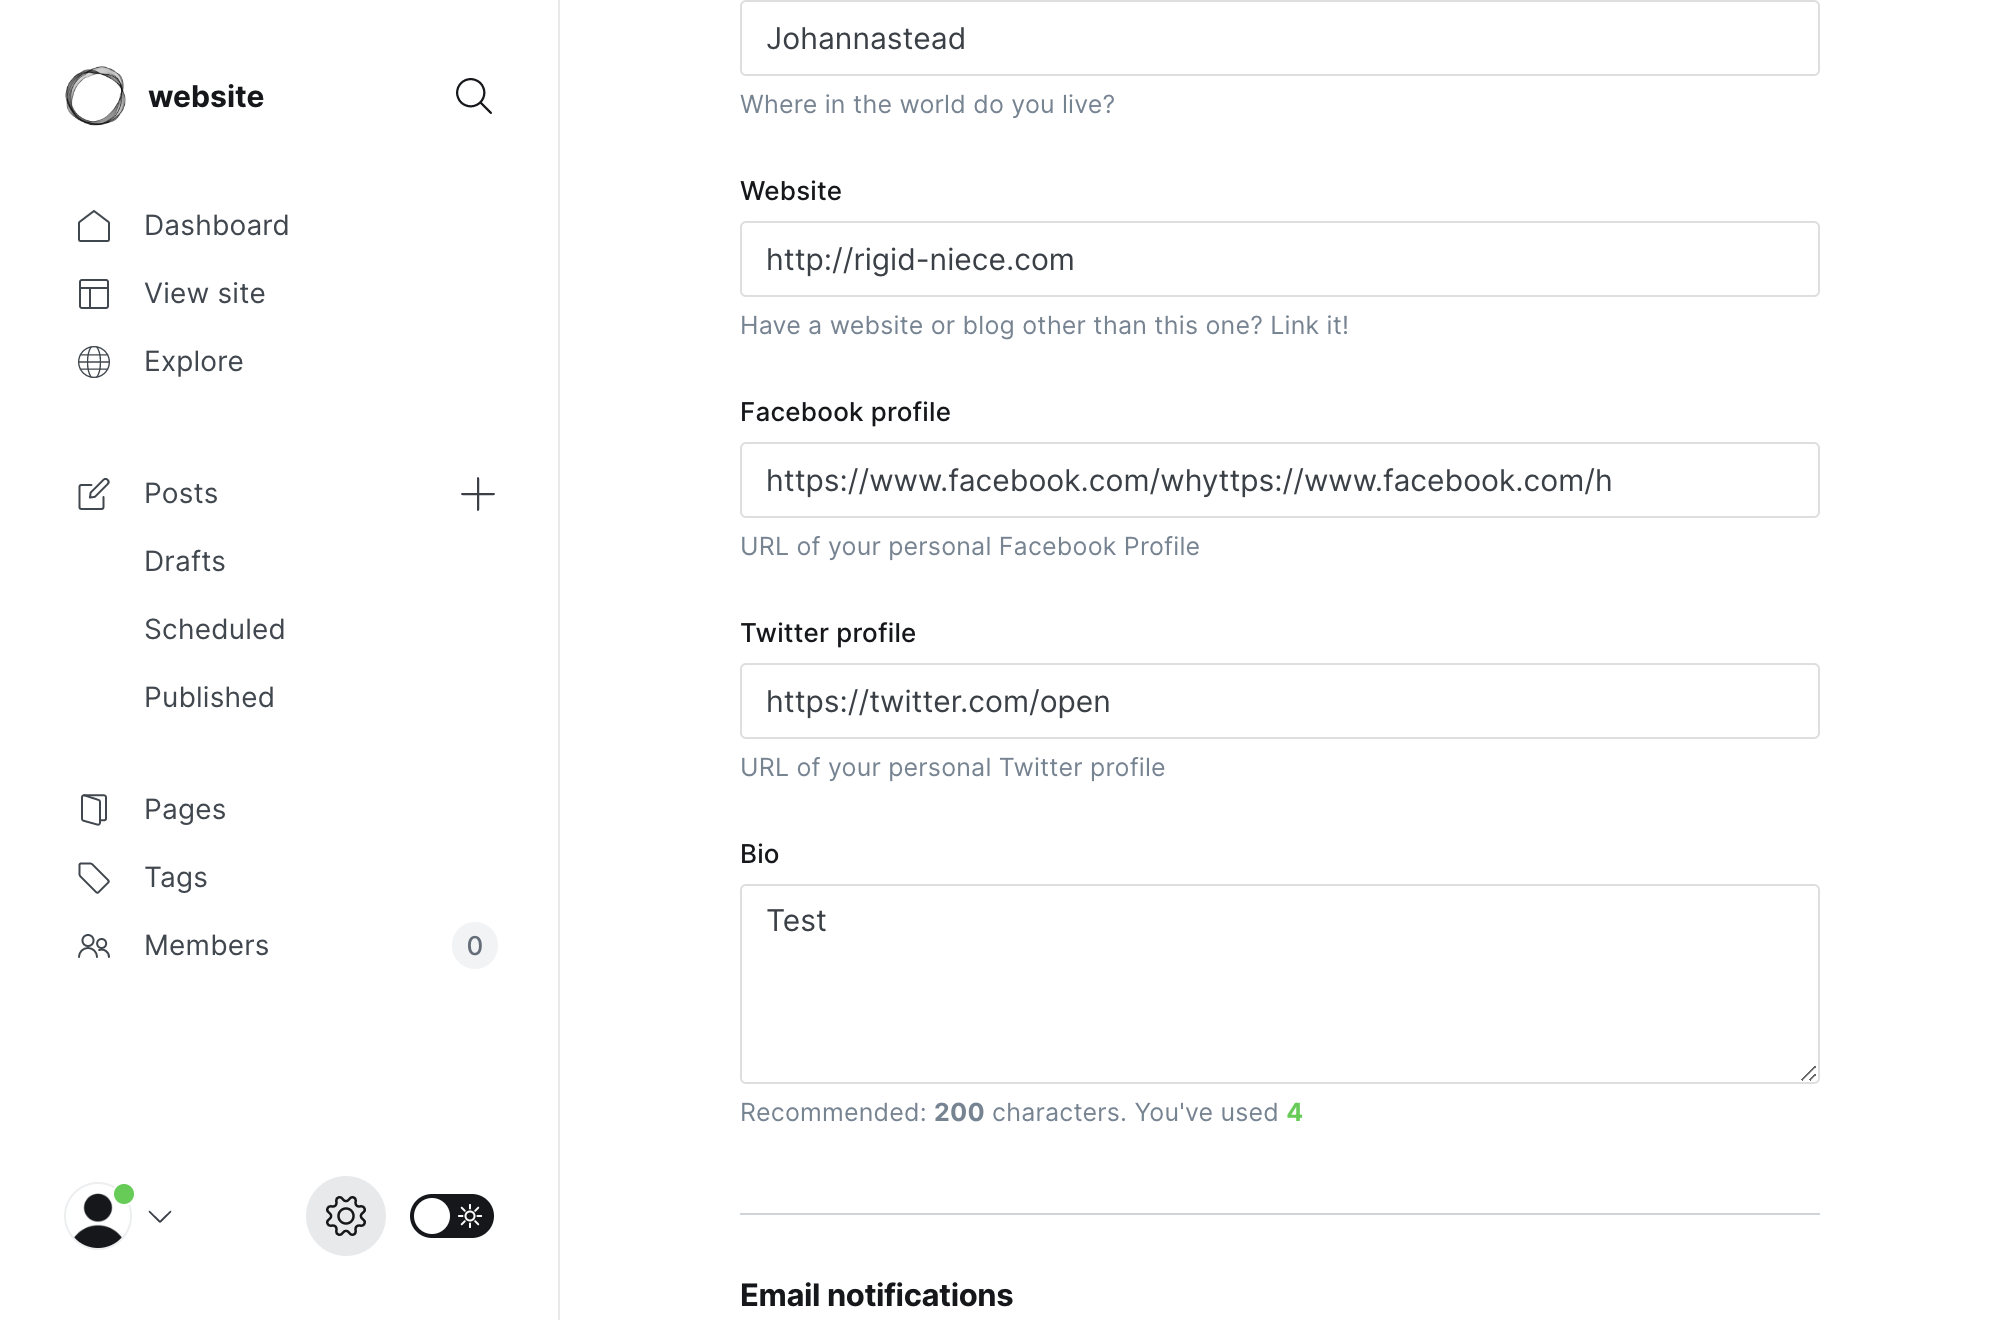 website
Dashboard
View site
Explore
Posts
Drafts
Scheduled
Published
Pages
Tags
Members
0
Johannastead
Where in the world do you live?
Website
http://rigid-niece.com
Have a website or blog other than this one? Link it!
Facebook profile
https://www.facebook.com/whyttps://www.facebook.com/h
URL of your personal Facebook Profile
Twitter profile
https://twitter.com/open
URL of your personal Twitter profile
Bio
Test
Recommended: 200 characters. You've used 4
Email notifications